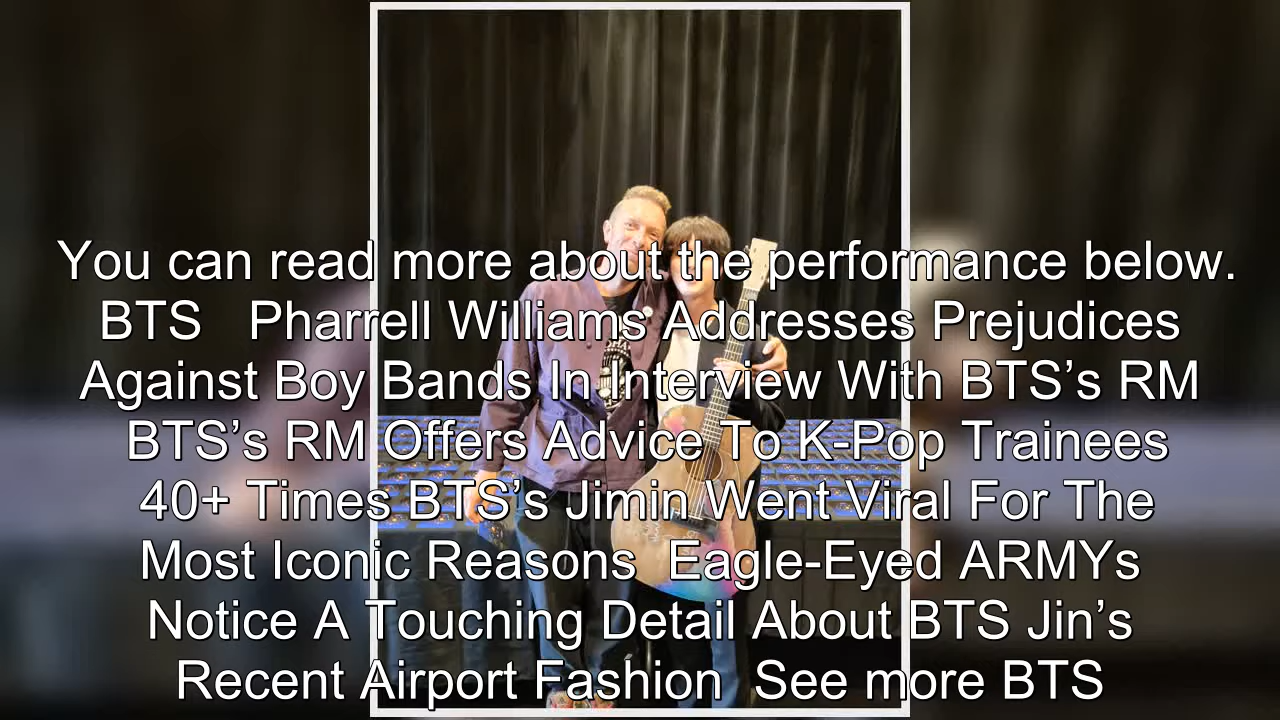 You can read more about the performance below.
BTS   Pharrell Williams Addresses Prejudices
Against Boy Bands In Interview With BTS’s RM
BTS’s RM Offers Advice To K-Pop Trainees
40+ Times BTS’s Jimin Went Viral For The
Most Iconic Reasons  Eagle-Eyed ARMYs
Notice A Touching Detail About BTS Jin’s
Recent Airport Fashion  See more BTS